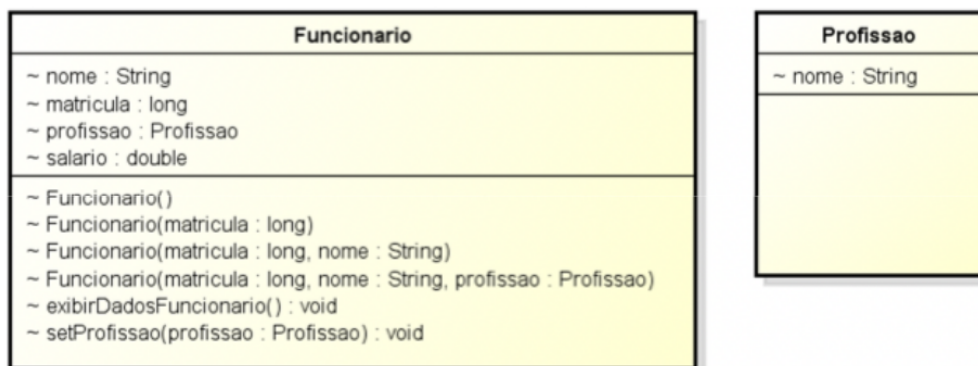 Funcionario
~ nome : String
~ matricula : long
~ profissao : Profissao
~ salario : double
~ Funcionario()
~ Funcionario(matricula : long)
~ Funcionario(matricula : long, nome : String)
~ Funcionario(matricula : long, nome : String, profissao : Profissao)
~ exibirDadosFuncionario() : void
~ setProfissao(profissao : Profissao) : void
Profissao
~ nome : String